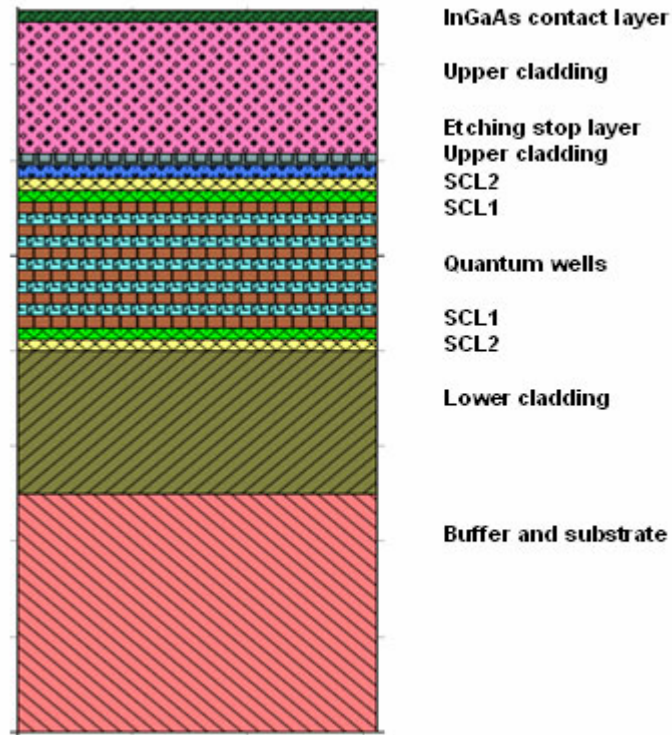 InGaAs contact layer
Upper cladding
Etching stop layer
Upper cladding
SCL2
SCL1
Quantum wells
SCL1
SCL2
Lower cladding
Buffer and substrate